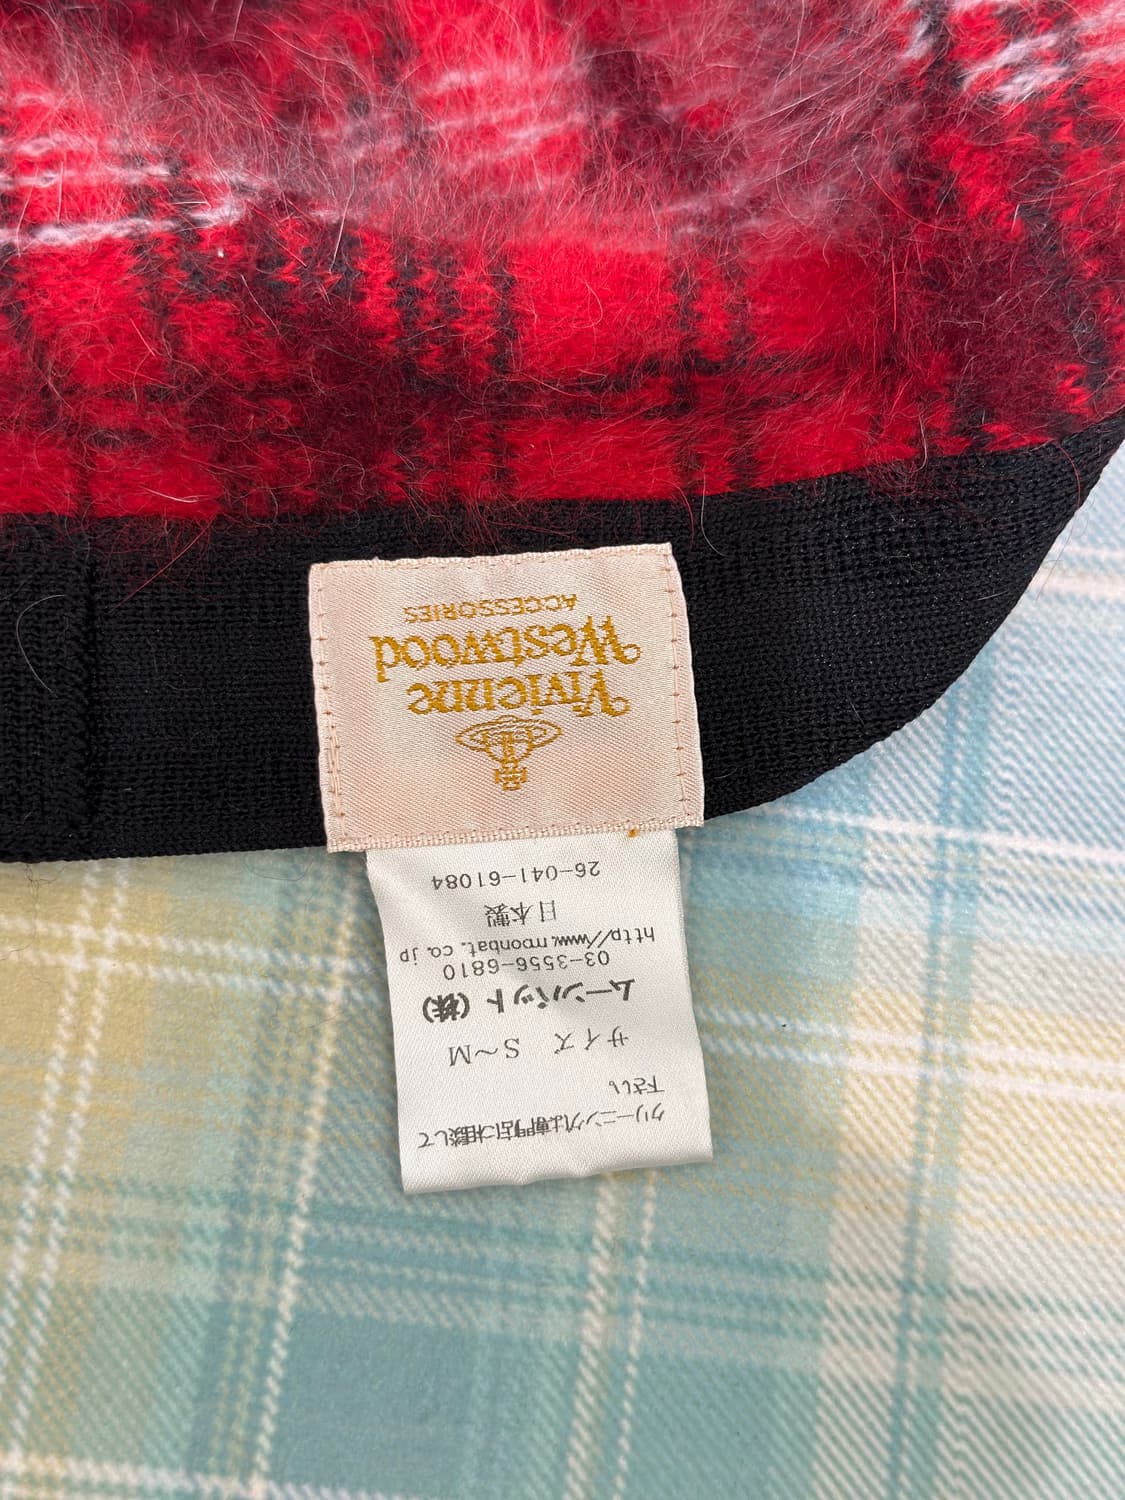 Vivienne
Westwood
ACCESSORIES
クリーニングは専門店に相談して
下さい。
サイズ S～M
ムーンバット (株)
03-3556-6810
http://www.moonbat.co.jp
日本製
26-041-61084